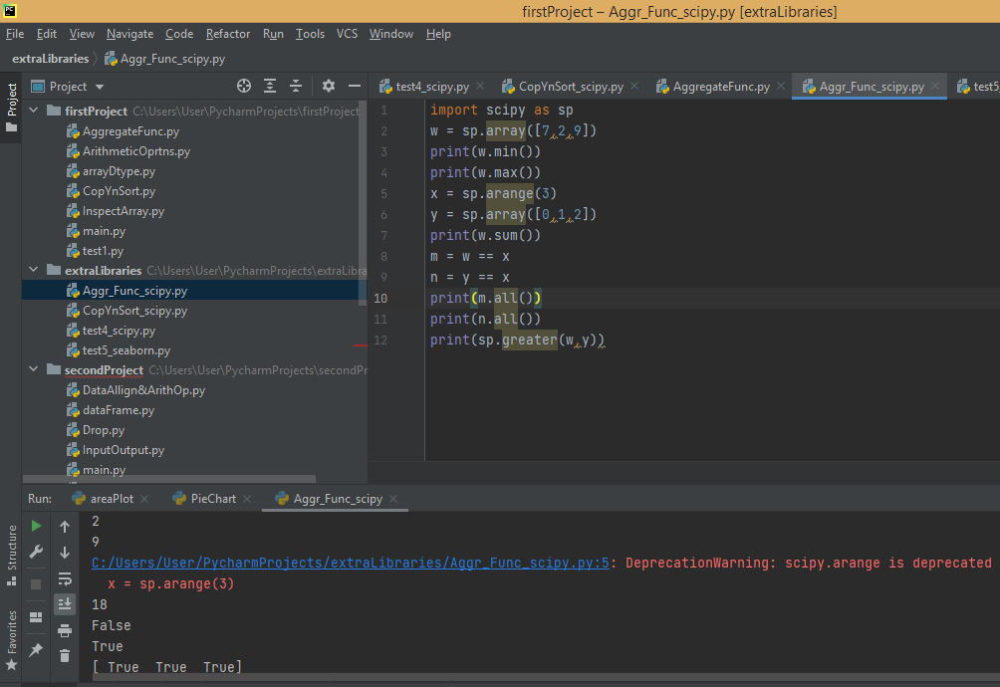 PC
firstProject – Aggr_Func_scipy.py [extraLibraries]
File Edit View Navigate Code Refactor Run Tools VCS Window Help
extraLibraries Aggr_Func_scipy.py
Project
Project
test4_scipy.py CopYnSort_scipy.py AggregateFunc.py Aggr_Func_scipy.py test5
firstProject C:\Users\User\PycharmProjects\firstProject
AggregateFunc.py
ArithmeticOprtns.py
arrayDtype.py
CopYnSort.py
InspectArray.py
main.py
test1.py
extraLibraries C:\Users\User\PycharmProjects\extraLibra
Aggr_Func_scipy.py
CopYnSort_scipy.py
test4_scipy.py
test5_seaborn.py
secondProject C:\Users\User\PycharmProjects\secondPr
DataAllign&ArithOp.py
dataFrame.py
Drop.py
InputOutput.py
main.py
1 import scipy as sp
2 w = sp.array([7,2,9])
3 print(w.min())
4 print(w.max())
5 x = sp.arange(3)
6 y = sp.array([0,1,2])
7 print(w.sum())
8 m = w == x
9 n = y == x
10 print(m.all())
11 print(n.all())
12 print(sp.greater(w,y))
Run: areaPlot PieChart Aggr_Func_scipy
2
9
C:/Users/User/PycharmProjects/extraLibraries/Aggr_Func_scipy.py:5: DeprecationWarning: scipy.arange is deprecated
x = sp.arange(3)
18
False
True
[ True  True  True]
Structure
Favorites